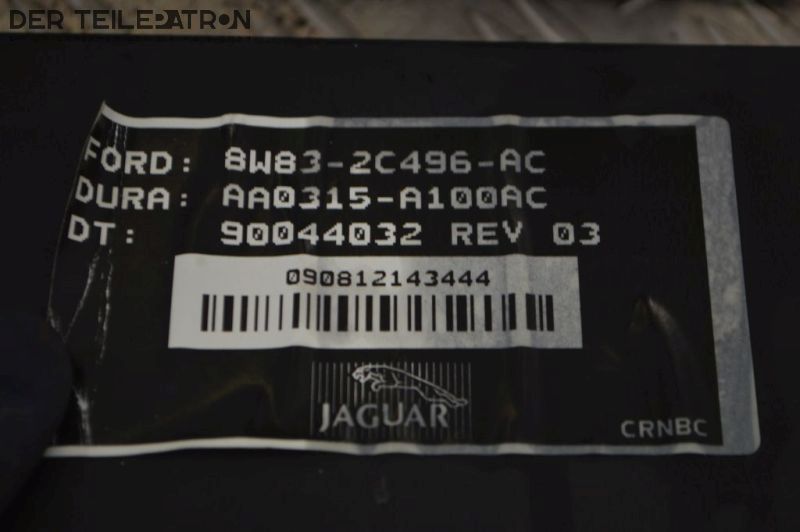 DER TEILEPATRON
FORD: 8W83-2C496-AC
DURA: AA0315-A100AC
DT: 90044032 REV 03
090812143444
JAGUAR
CRNBC